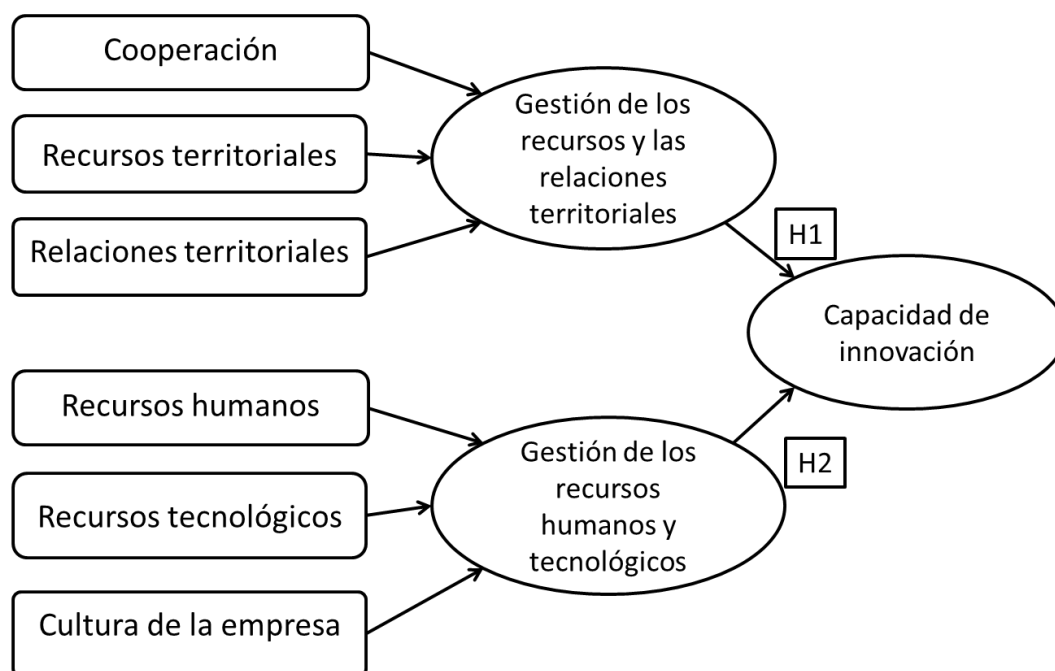 Cooperación
Recursos territoriales
Relaciones territoriales
Gestión de los
recursos y las
relaciones
territoriales
H1
Capacidad de
innovación
Recursos humanos
Recursos tecnológicos
Cultura de la empresa
Gestión de los
recursos
humanos y
tecnológicos
H2